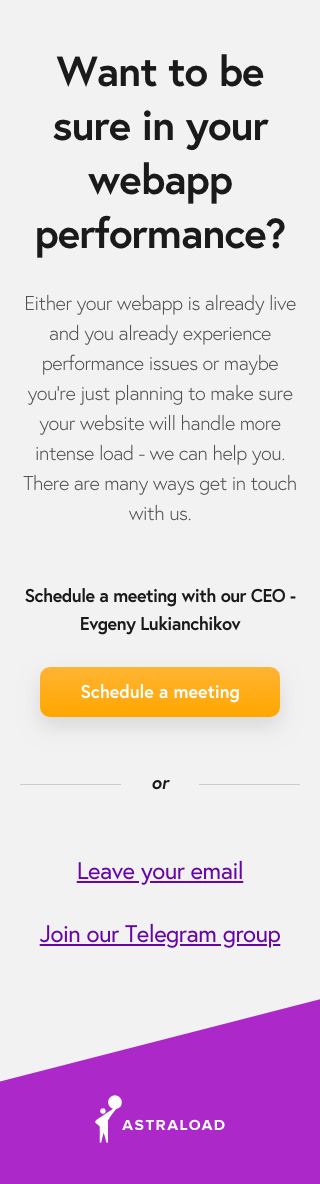 Want to be
sure in your
webapp
performance?
Either your webapp is already live
and you already experience
performance issues or maybe
you're just planning to make sure
your website will handle more
intense load - we can help you.
There are many ways get in touch
with us.
Schedule a meeting with our CEO -
Evgeny Lukianchikov
Schedule a meeting
or
Leave your email
Join our Telegram group
ASTRALOAD